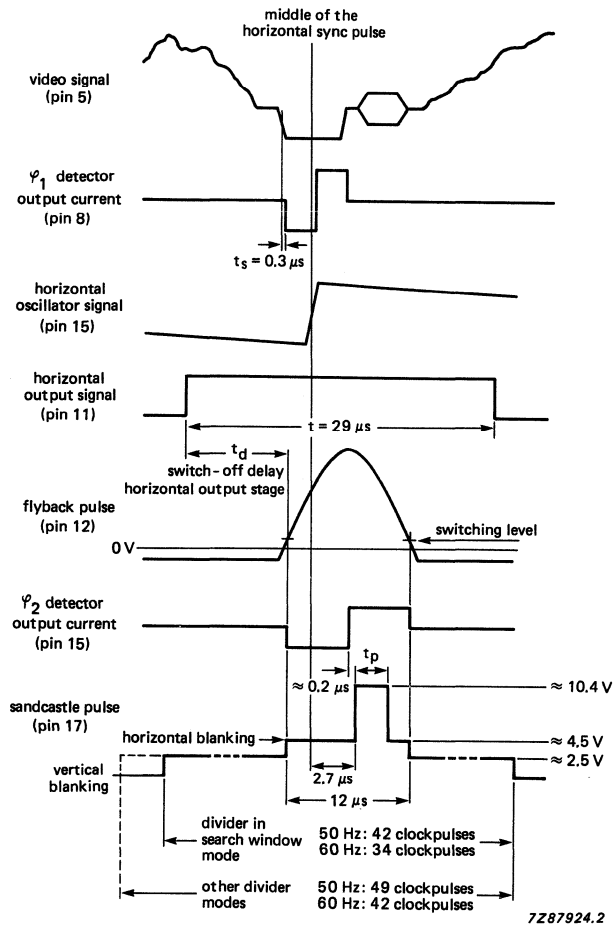 middle of the
horizontal sync pulse
video signal
(pin 5)
φ1 detector
output current
(pin 8)
ts = 0.3 μs
horizontal
oscillator signal
(pin 15)
horizontal
output signal
(pin 11)
t = 29 μs
td
switch-off delay
horizontal output stage
flyback pulse
(pin 12)
switching level
0 V
φ2 detector
output current
(pin 15)
tp
≈ 0.2 μs
≈ 10.4 V
sandcastle pulse
(pin 17)
horizontal blanking
≈ 4.5 V
≈ 2.5 V
vertical
blanking
2.7 μs
12 μs
divider in
search window
mode
50 Hz: 42 clockpulses
60 Hz: 34 clockpulses
other divider
modes
50 Hz: 49 clockpulses
60 Hz: 42 clockpulses
7Z87924.2